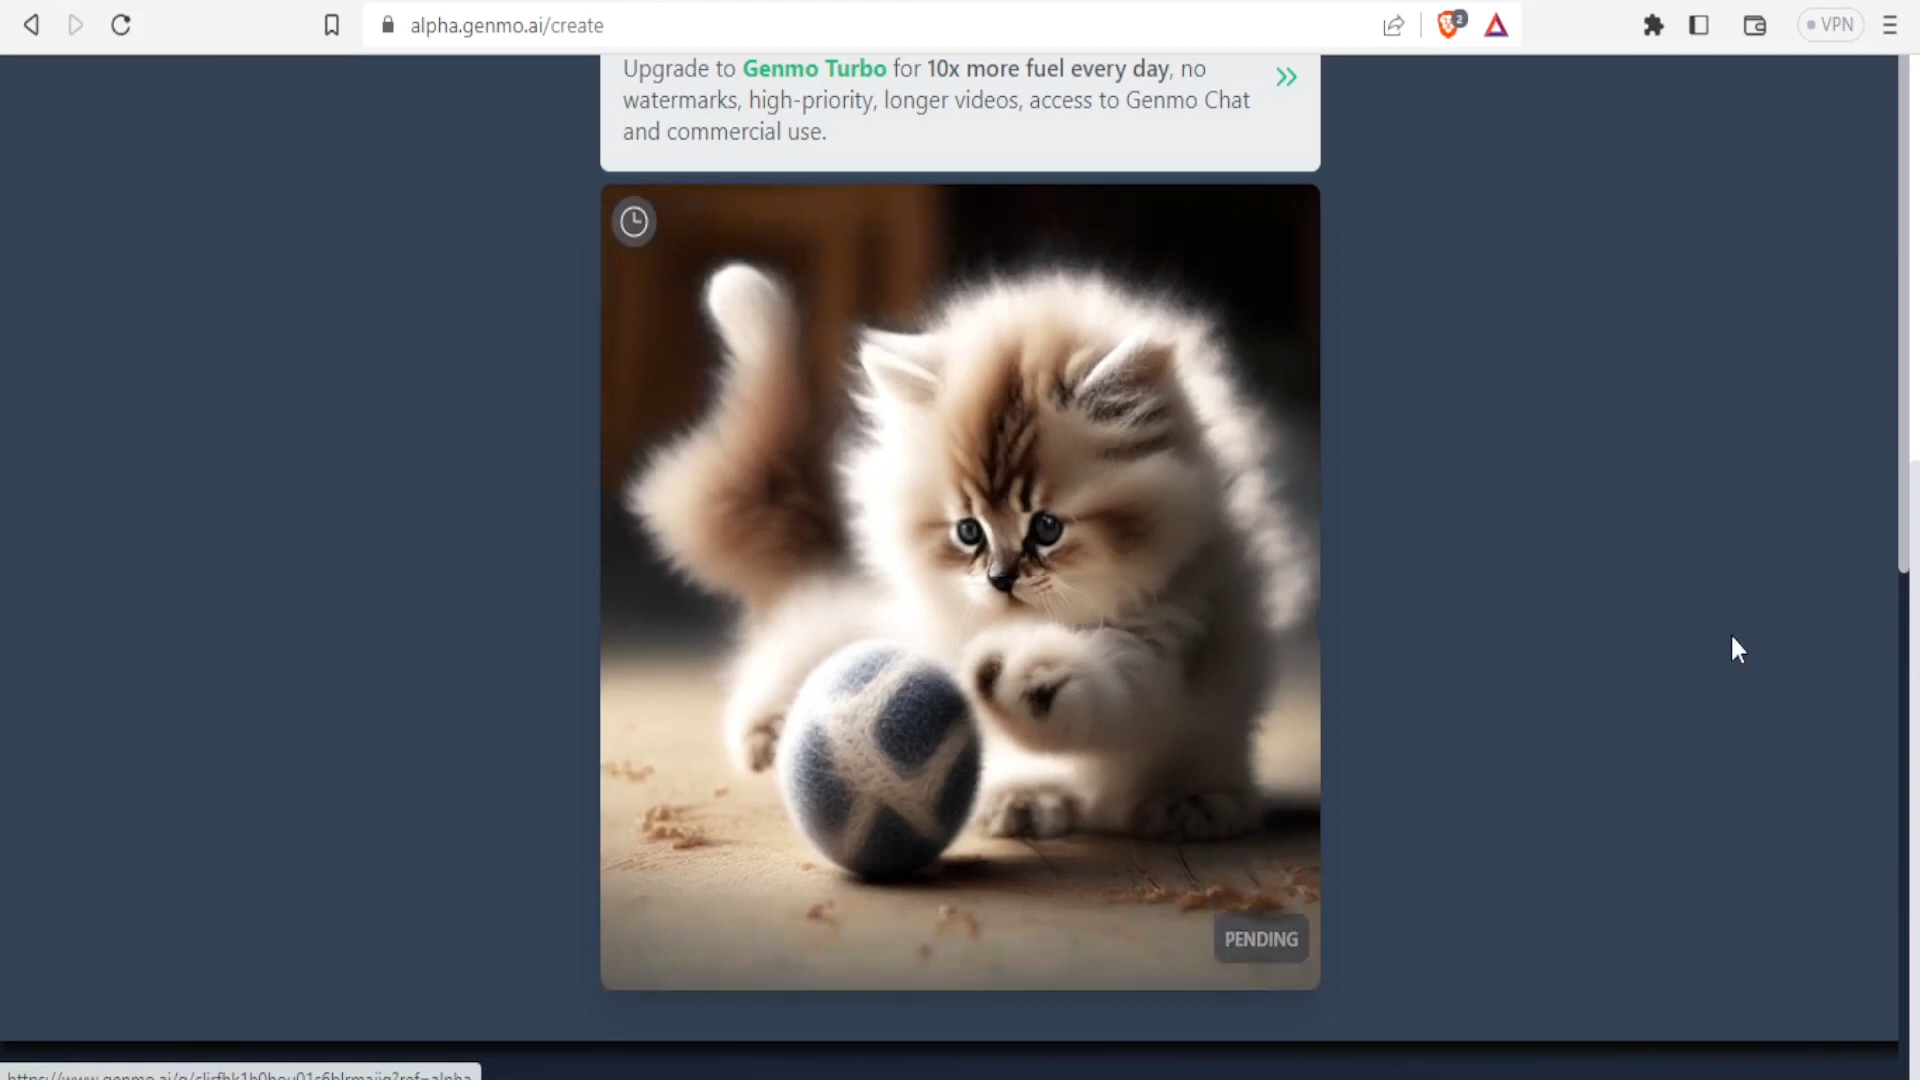 alpha.genmo.ai/create
2
VPN
Upgrade to Genmo Turbo for 10x more fuel every day, no
watermarks, high-priority, longer videos, access to Genmo Chat
and commercial use.
PENDING